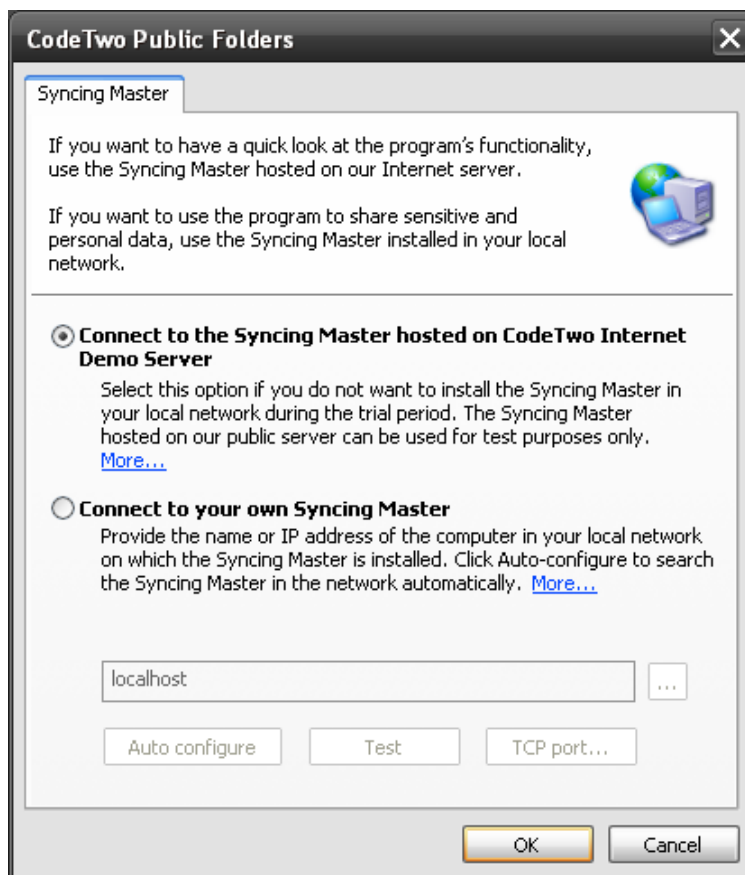 CodeTwo Public Folders
Syncing Master
If you want to have a quick look at the program's functionality,
use the Syncing Master hosted on our Internet server.
If you want to use the program to share sensitive and
personal data, use the Syncing Master installed in your local
network.
Connect to the Syncing Master hosted on CodeTwo Internet
Demo Server
Select this option if you do not want to install the Syncing Master in
your local network during the trial period. The Syncing Master
hosted on our public server can be used for test purposes only.
More...
Connect to your own Syncing Master
Provide the name or IP address of the computer in your local network
on which the Syncing Master is installed. Click Auto-configure to search
the Syncing Master in the network automatically. More...
localhost ...
Auto configure Test TCP port...
OK Cancel